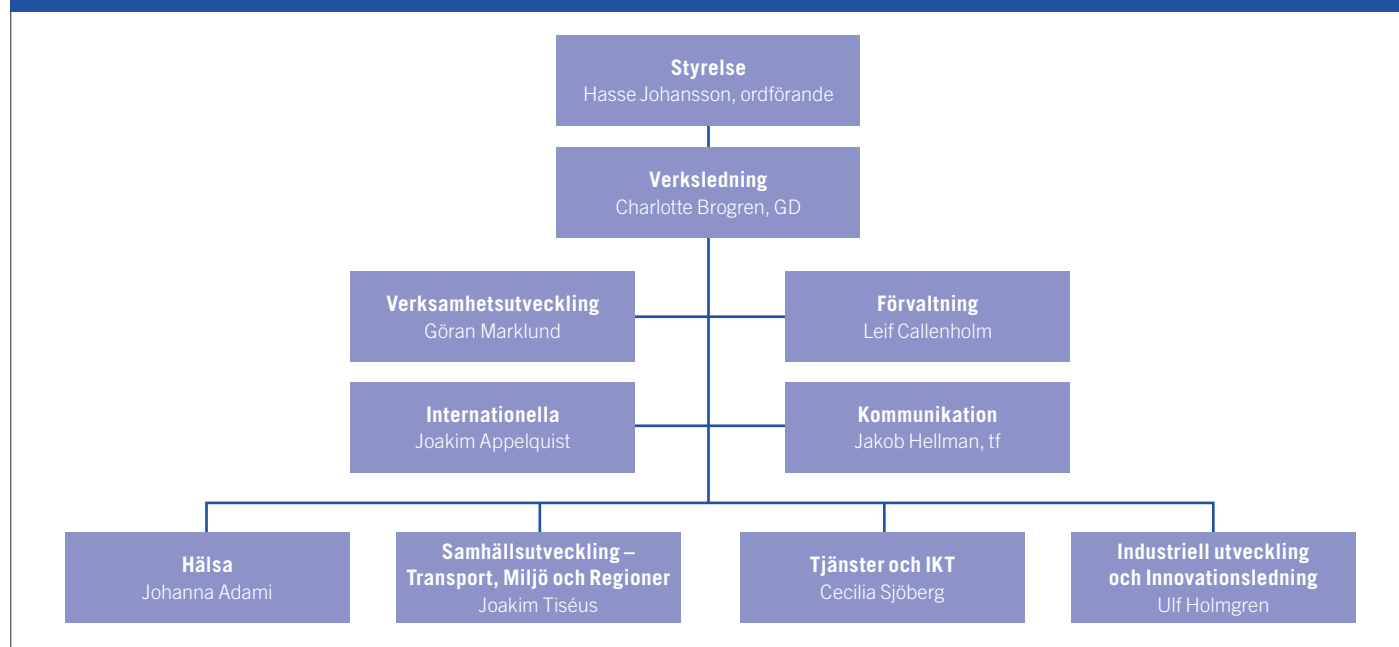 Styrelse
Hasse Johansson, ordförande
Verksledning
Charlotte Brogren, GD
Verksamhetsutveckling
Göran Marklund
Förvaltning
Leif Callenholm
Internationella
Joakim Appelquist
Kommunikation
Jakob Hellman, tf
Hälsa
Johanna Adami
Samhällsutveckling –
Transport, Miljö och Regioner
Joakim Tiséus
Tjänster och IKT
Cecilia Sjöberg
Industriell utveckling
och Innovationsledning
Ulf Holmgren